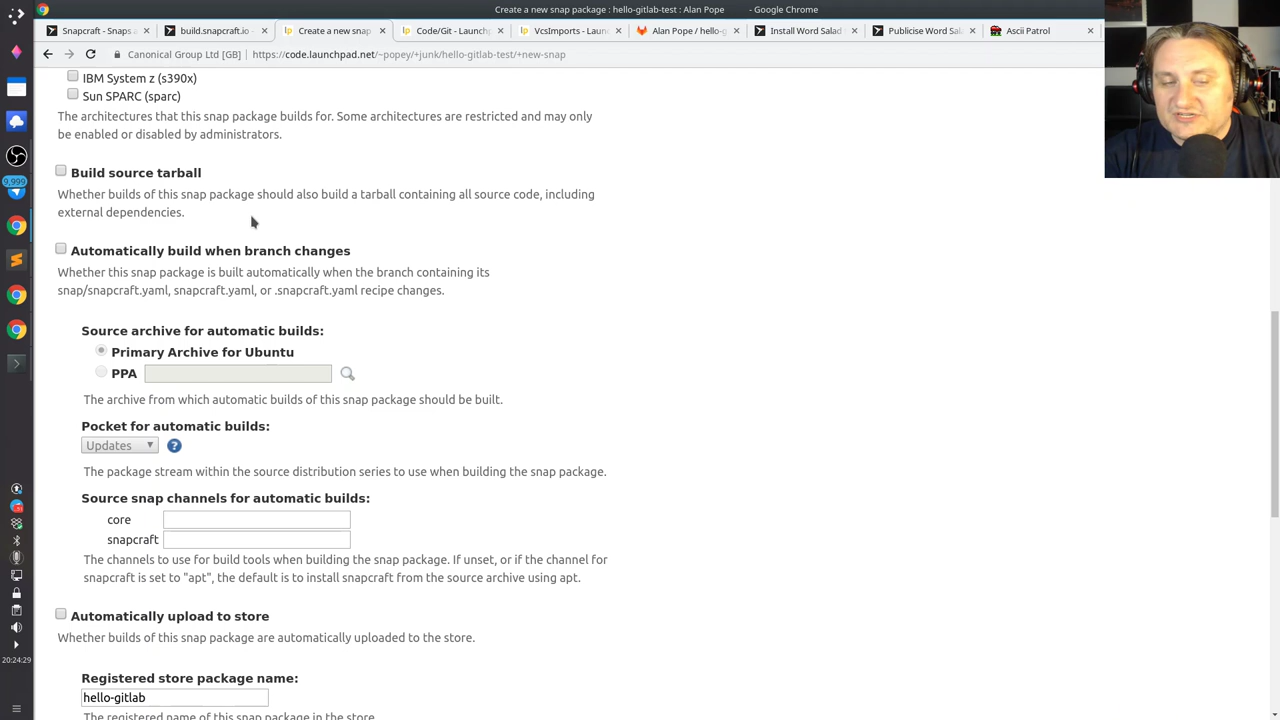 Create a new snap package : hello-gitlab-test : Alan Pope - Google Chrome
Snapcraft - Snaps a
build.snapcraft.io
Create a new snap
Code/Git - Launchp
VcsImports - Laun
Alan Pope / hello-g
Install Word Salad
Publicise Word Sal
Ascii Patrol
Canonical Group Ltd [GB] https://code.launchpad.net/~popey/+junk/hello-gitlab-test/+new-snap
IBM System z (s390x)
Sun SPARC (sparc)
The architectures that this snap package builds for. Some architectures are restricted and may only
be enabled or disabled by administrators.
Build source tarball
Whether builds of this snap package should also build a tarball containing all source code, including
external dependencies.
Automatically build when branch changes
Whether this snap package is built automatically when the branch containing its
snap/snapcraft.yaml, snapcraft.yaml, or .snapcraft.yaml recipe changes.
Source archive for automatic builds:
Primary Archive for Ubuntu
PPA
The archive from which automatic builds of this snap package should be built.
Pocket for automatic builds:
Updates
?
The package stream within the source distribution series to use when building the snap package.
Source snap channels for automatic builds:
core
snapcraft
The channels to use for build tools when building the snap package. If unset, or if the channel for
snapcraft is set to "apt", the default is to install snapcraft from the source archive using apt.
Automatically upload to store
Whether builds of this snap package are automatically uploaded to the store.
Registered store package name:
hello-gitlab
The registered name of this snap package in the store.
9,999
20:24:29